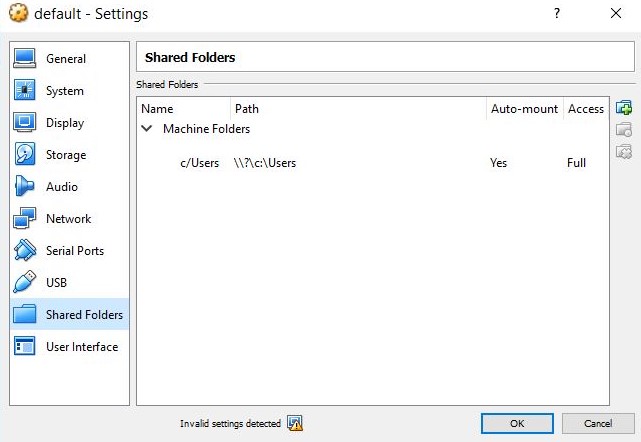 default - Settings
?
General
System
Display
Storage
Audio
Network
Serial Ports
USB
Shared Folders
User Interface
Shared Folders
Shared Folders
Name Path Auto-mount Access
Machine Folders
c/Users \\?\c:\Users Yes Full
Invalid settings detected
OK Cancel